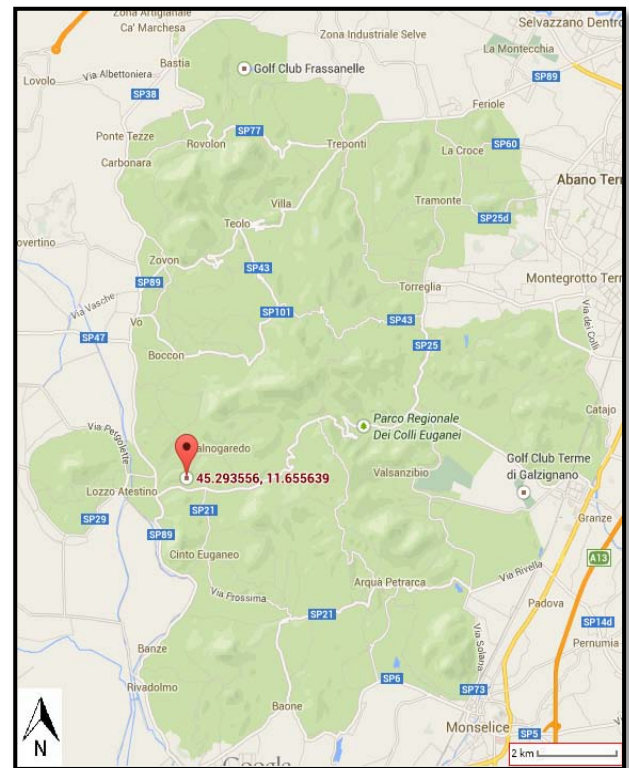 Zona Artigianale
Ca' Marchesa
Selvazzano Dentro
Zona Industriale Selve
La Montecchia
Bastia
Golf Club Frassanelle
Lovolo
Via Albettoniera
SP89
SP38
Feriole
Ponte Tezze
SP77
Rovolon
Treponti
La Croce
SP60
Carbonara
Abano Ter
Villa
Tramonte
Teolo
SP25d
overtino
Zovon
SP43
Montegrotto Term
SP89
Torreglia
Via Vasche
Via dei Colli
Vò
SP101
SP43
SP47
SP25
Boccon
Catajo
Parco Regionale
Dei Colli Euganei
Via Pergolette
alnogaredo
Valsanzibio
Golf Club Terme
di Galzignano
45.293556, 11.655639
Lozzo Atestino
SP21
SP29
Granze
SP89
A13
Cinto Euganeo
Arquà Petrarca
Via Rivella
Via Frossima
SP21
Padova
SP14d
Pernumia
Banze
Via Solana
Rivadolmo
SP6
SP73
Baone
Monselice
SP5
Google
2 km
N